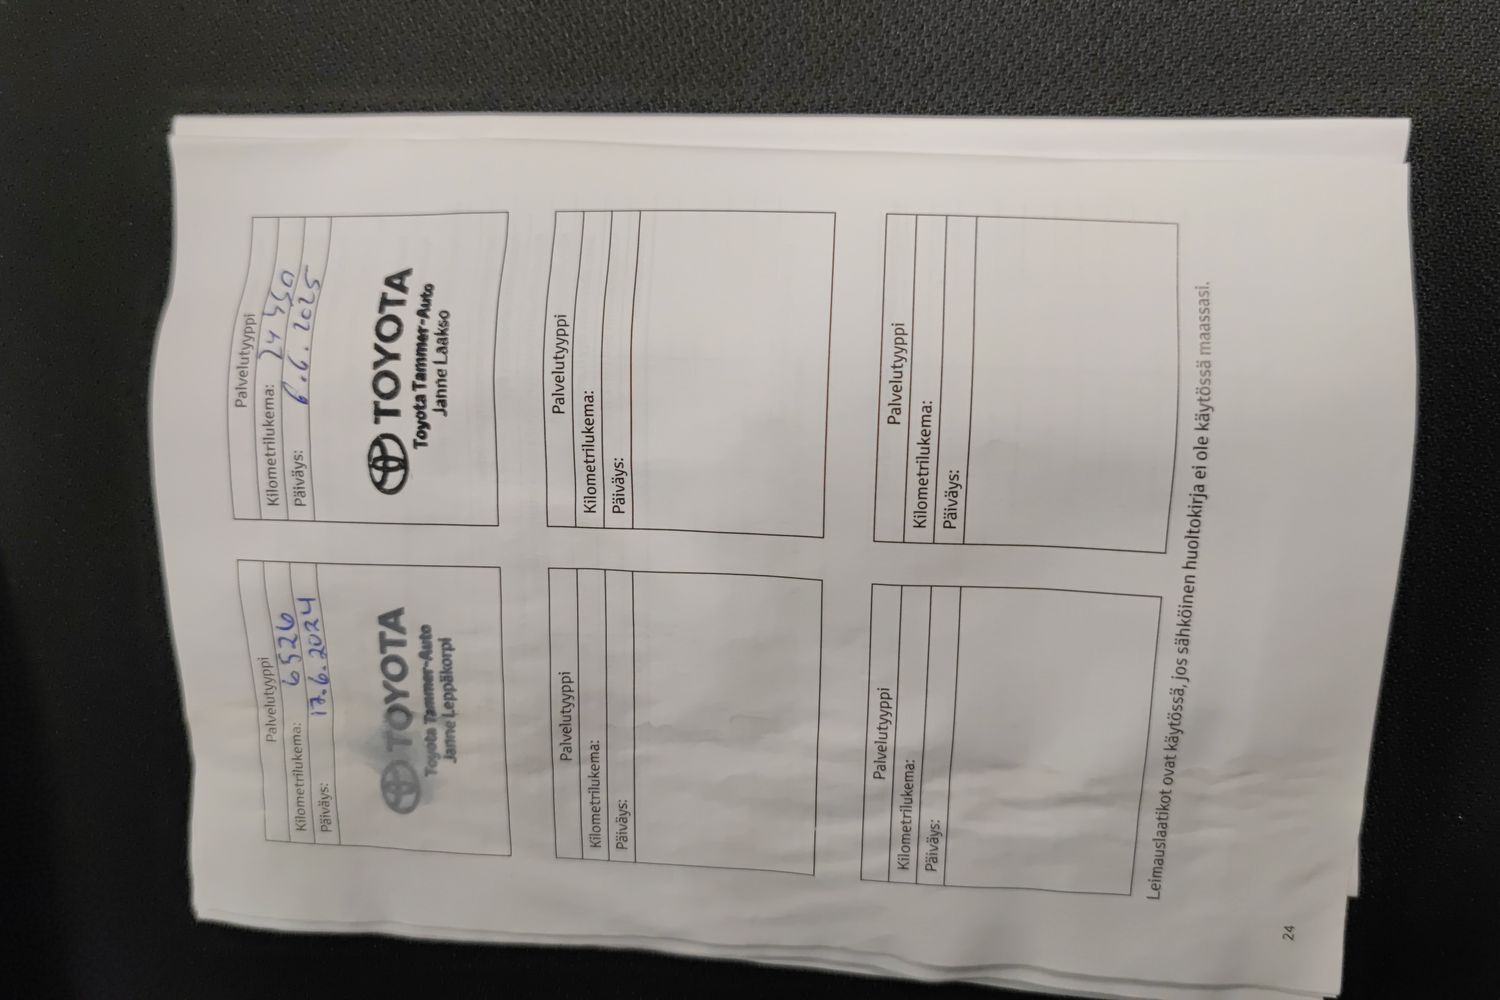 Palvelutyyppi
Kilometrilukema: 6526
Päiväys: 17.6.2024
TOYOTA
Toyota Tammer-Auto
Janne Leppäkorpi
Palvelutyyppi
Kilometrilukema: 24 550
Päiväys: 6.6.2025
TOYOTA
Toyota Tammer-Auto
Janne Laakso
Palvelutyyppi
Kilometrilukema:
Päiväys:
Palvelutyyppi
Kilometrilukema:
Päiväys:
Palvelutyyppi
Kilometrilukema:
Päiväys:
Palvelutyyppi
Kilometrilukema:
Päiväys:
Leimauslaatikot ovat käytössä, jos sähköinen huoltokirja ei ole käytössä maassasi.
24